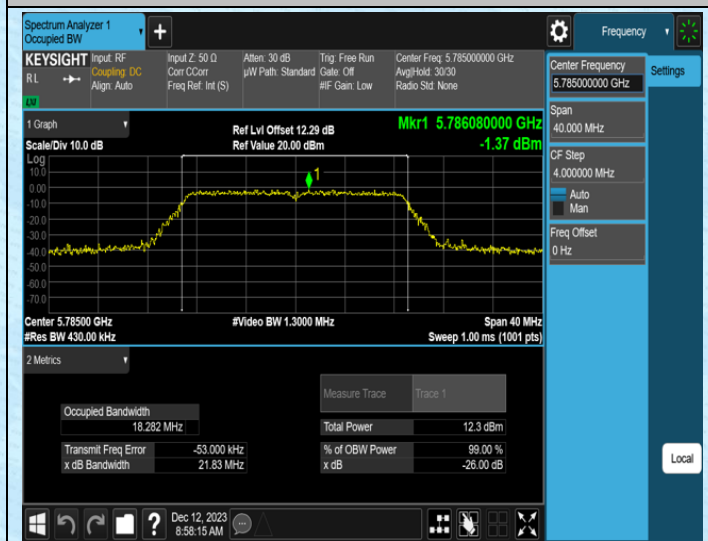 Spectrum Analyzer 1
Occupied BW
+
Frequency
KEYSIGHT
R L
LXI
Input: RF
Coupling: DC
Align: Auto
Input Z: 50 Ω
Corr CCorr
Freq Ref: Int (S)
Atten: 30 dB
µW Path: Standard
Trig: Free Run
Gate: Off
#IF Gain: Low
Center Freq: 5.785000000 GHz
Avg|Hold: 30/30
Radio Std: None
Center Frequency
5.785000000 GHz
Settings
Span
40.000 MHz
CF Step
4.000000 MHz
Auto
Man
Freq Offset
0 Hz
1 Graph
Scale/Div 10.0 dB
Ref Lvl Offset 12.29 dB
Ref Value 20.00 dBm
Mkr1 5.786080000 GHz
-1.37 dBm
Log
10.0
0.00
-10.0
-20.0
-30.0
-40.0
-50.0
-60.0
-70.0
1
Center 5.78500 GHz
#Res BW 430.00 kHz
#Video BW 1.3000 MHz
Span 40 MHz
Sweep 1.00 ms (1001 pts)
2 Metrics
Measure Trace
Trace 1
Occupied Bandwidth
18.282 MHz
Total Power
12.3 dBm
Transmit Freq Error
-53.000 kHz
% of OBW Power
99.00 %
x dB Bandwidth
21.83 MHz
x dB
-26.00 dB
Local
?
Dec 12, 2023
8:58:15 AM